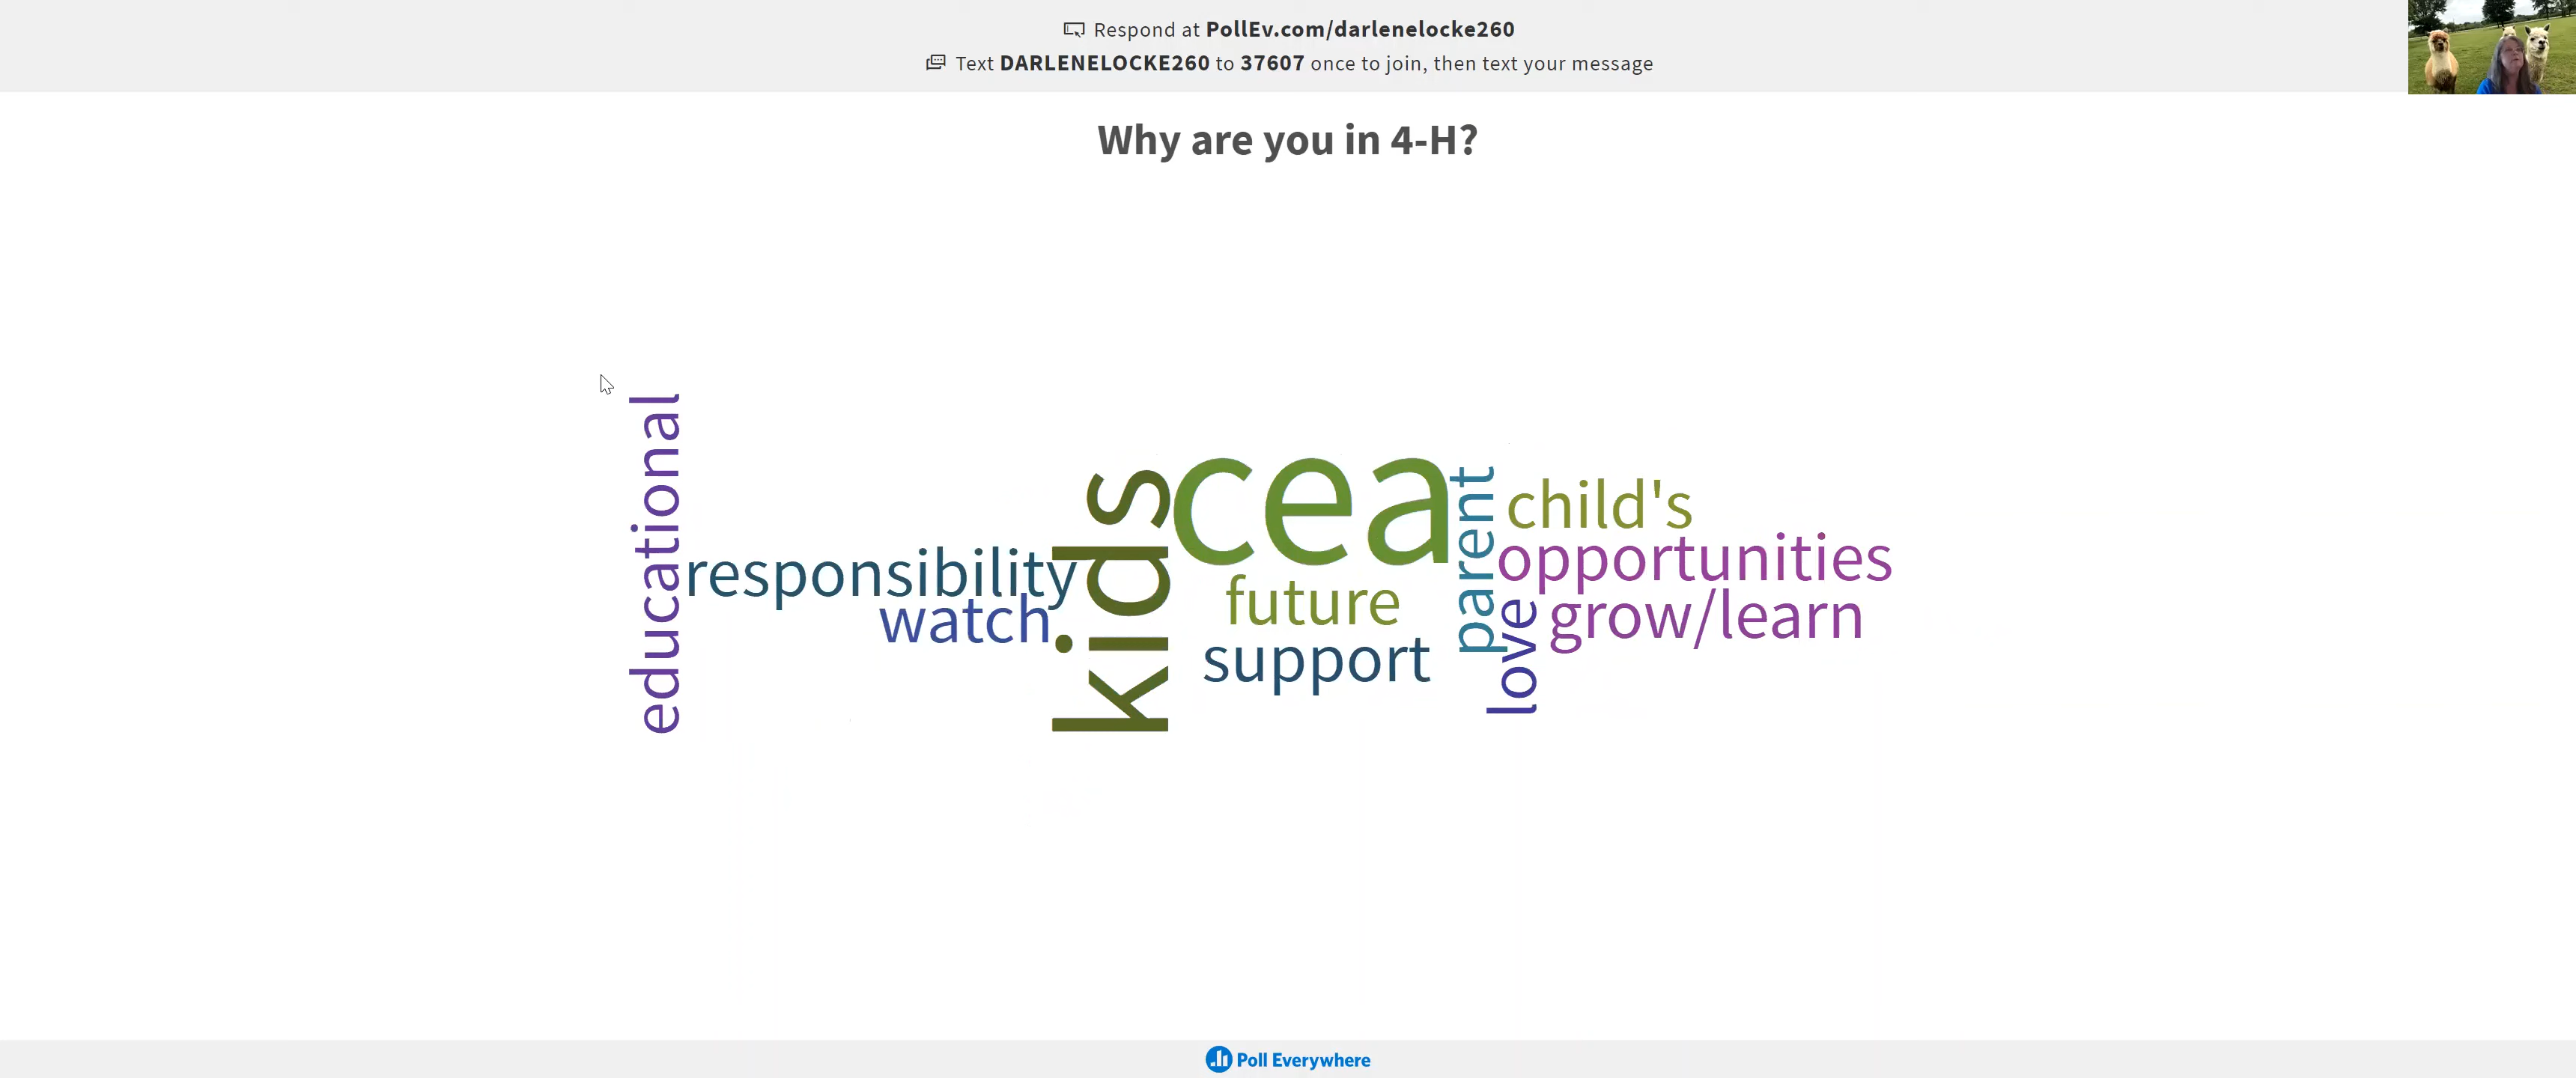 Respond at PollEv.com/darlenelocke260
Text DARLENELOCKE260 to 37607 once to join, then text your message
Why are you in 4-H?
educational
responsibility
watch
kids
cea
future
support
parent
love
child's
opportunities
grow/learn
Poll Everywhere